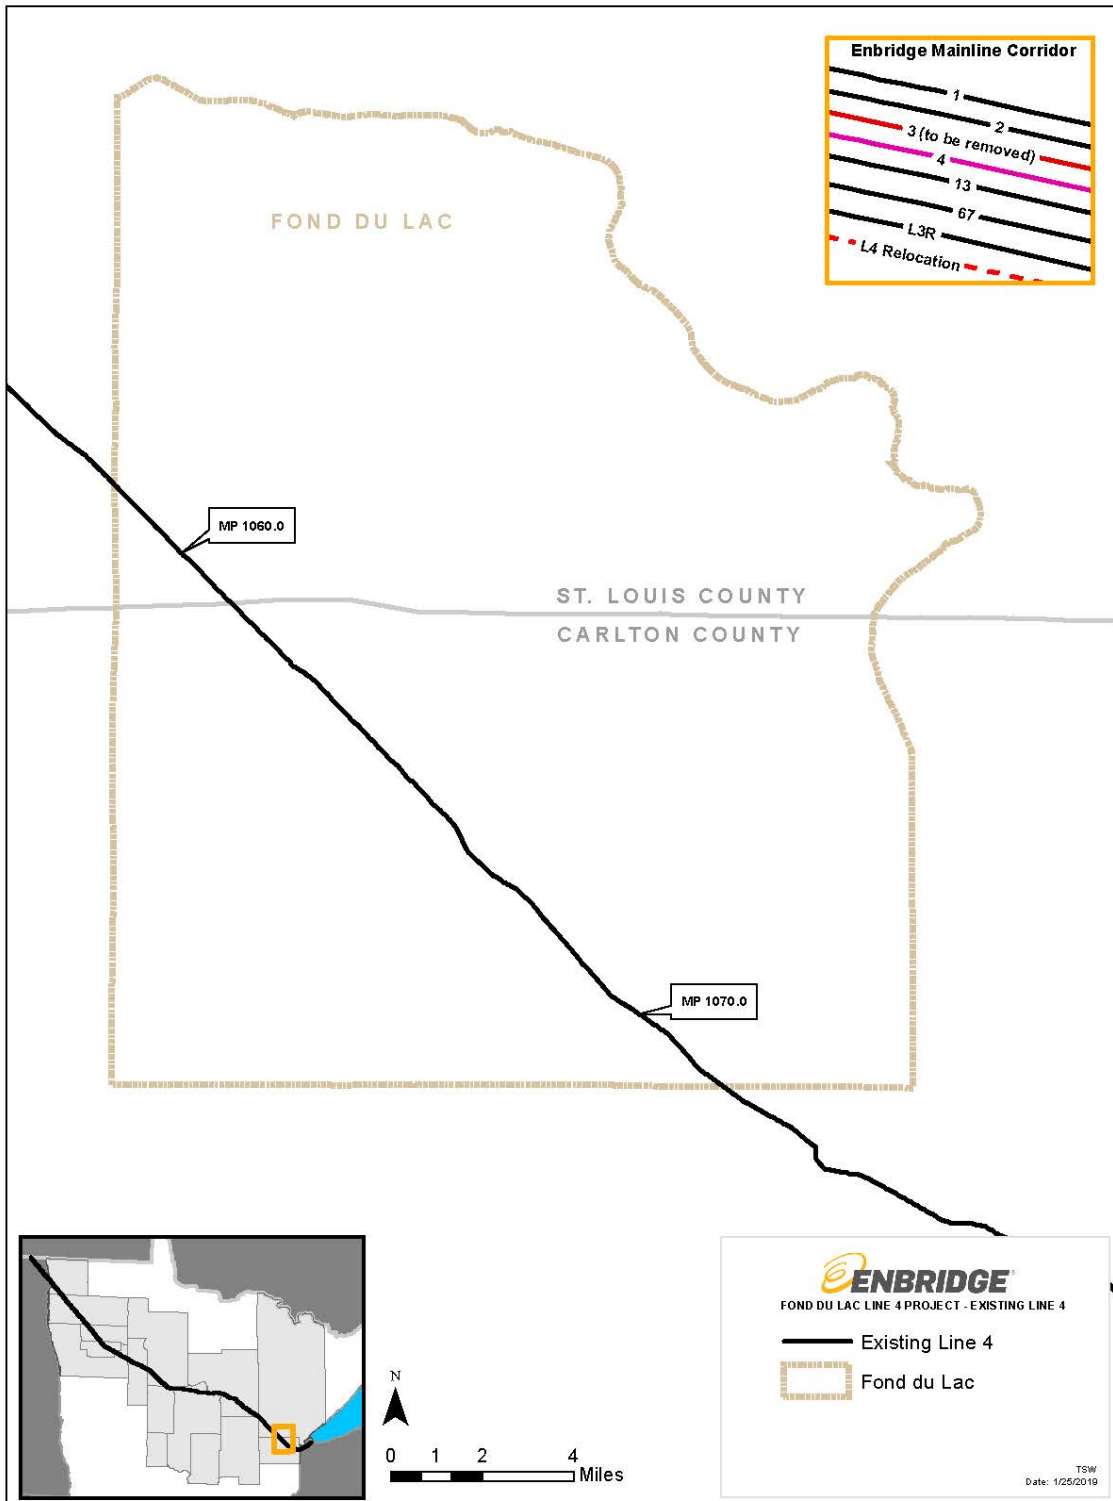 Enbridge Mainline Corridor
1
2
3 (to be removed)
4
13
67
L3R
L4 Relocation
FOND DU LAC
MP 1060.0
ST. LOUIS COUNTY
CARLTON COUNTY
MP 1070.0
ENBRIDGE
FOND DU LAC LINE 4 PROJECT - EXISTING LINE 4
Existing Line 4
Fond du Lac
N
0 1 2 4
Miles
TSW
Date: 1/25/2019